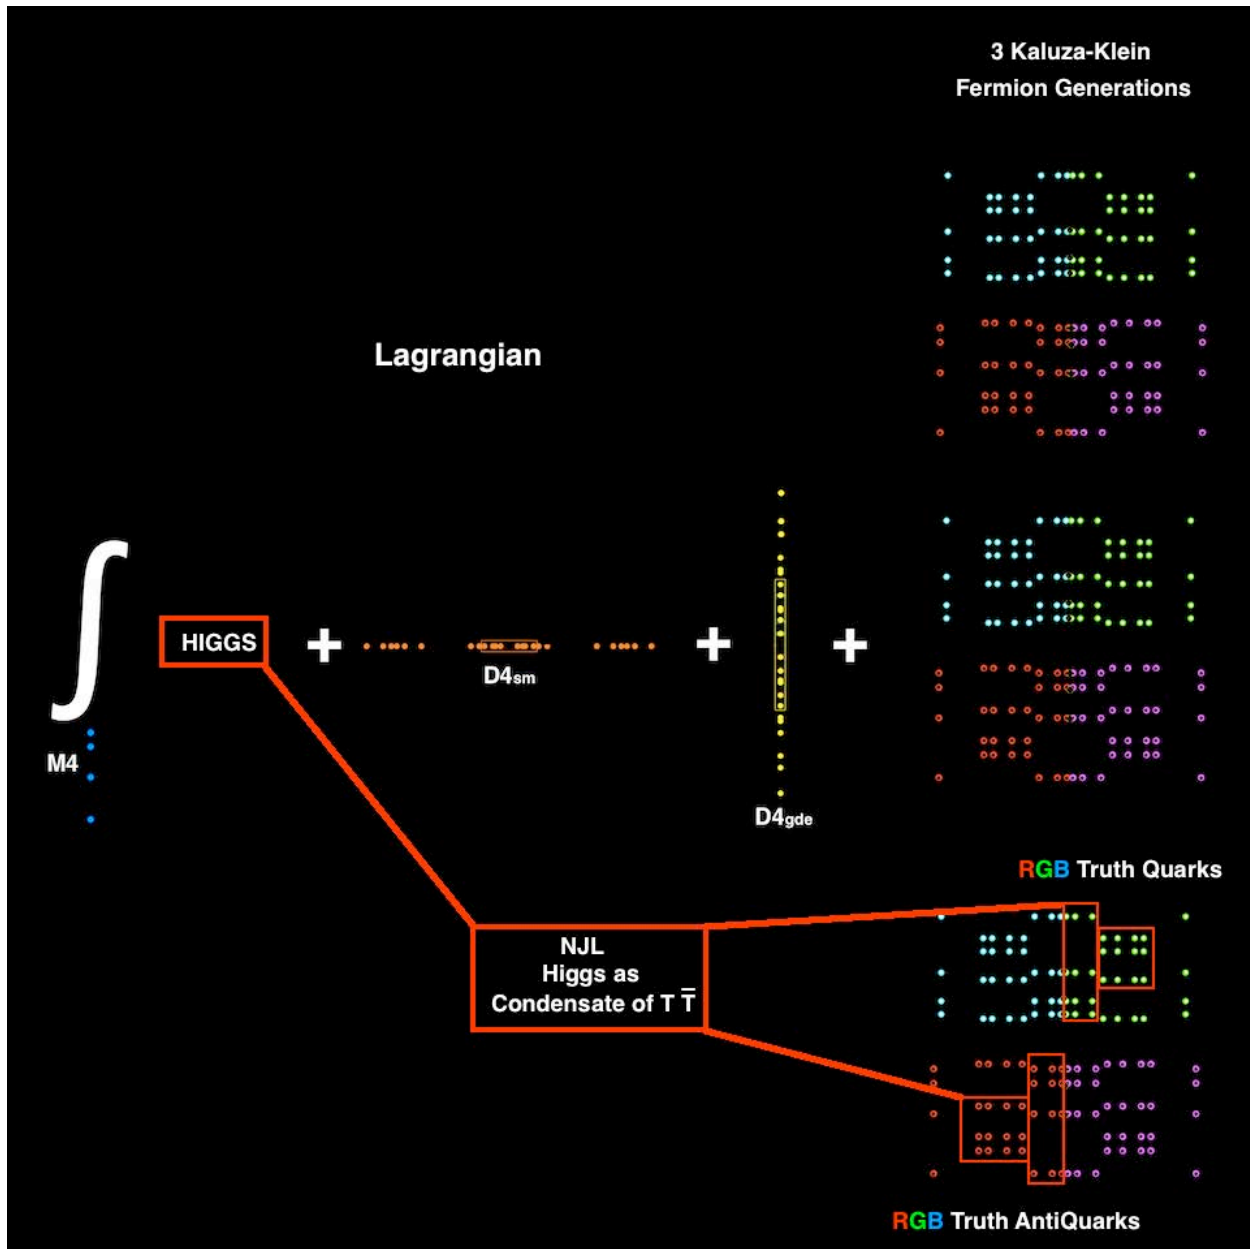 3 Kaluza-Klein
Fermion Generations
Lagrangian
∫
HIGGS
+
+
+
D4sm
M4
D4gde
RGB Truth Quarks
NJL
Higgs as
Condensate of T T̅
RGB Truth AntiQuarks